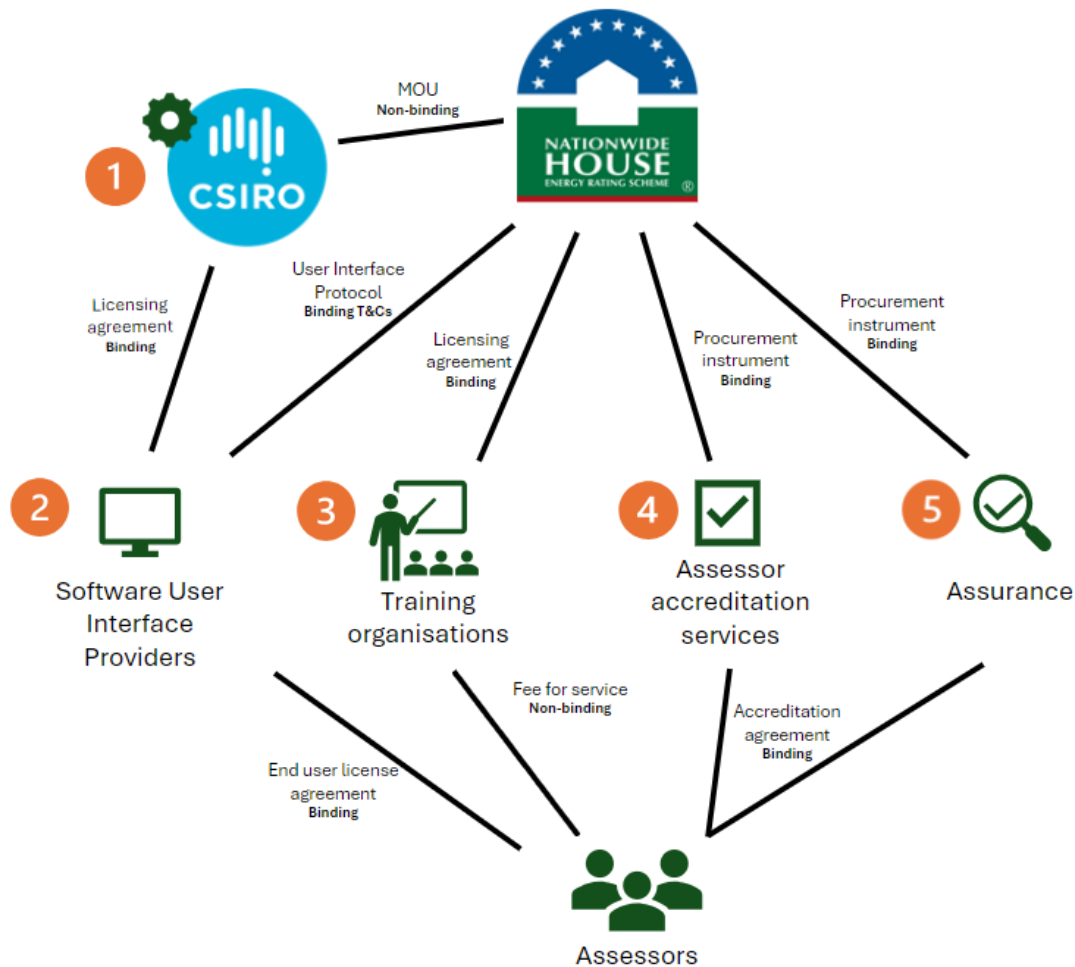 MOU
Non-binding
NATIONWIDE
HOUSE
ENERGY RATING SCHEME ®
1
CSIRO
Licensing
agreement
Binding
User Interface
Protocol
Binding T&Cs
Licensing
agreement
Binding
Procurement
instrument
Binding
Procurement
instrument
Binding
2
Software User
Interface
Providers
3
Training
organisations
4
Assessor
accreditation
services
5
Assurance
End user license
agreement
Binding
Fee for service
Non-binding
Accreditation
agreement
Binding
Assessors